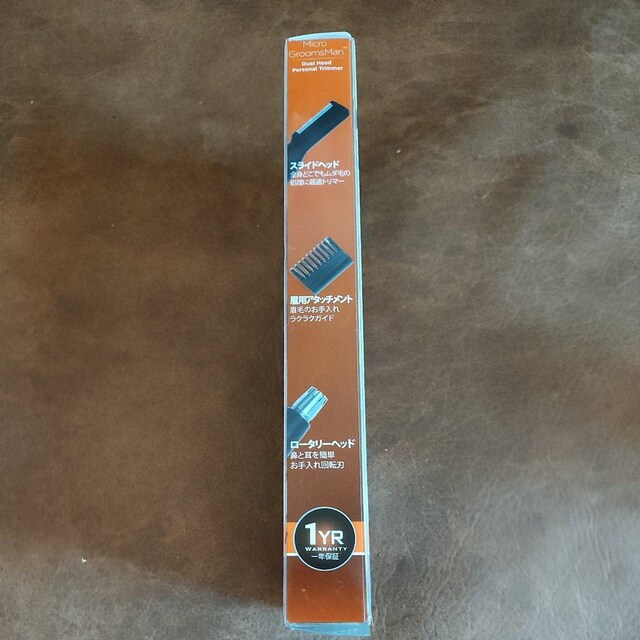 Micro
GroomsMan™
Dual Head
Personal Trimmer
スライドヘッド
全身どこでもムダ毛の
処理に最適トリマー
眉用アタッチメント
眉毛のお手入れ
ラクラクガイド
ロータリーヘッド
鼻と耳を簡単
お手入れ回転刃
1YR
WARRANTY
一年保証